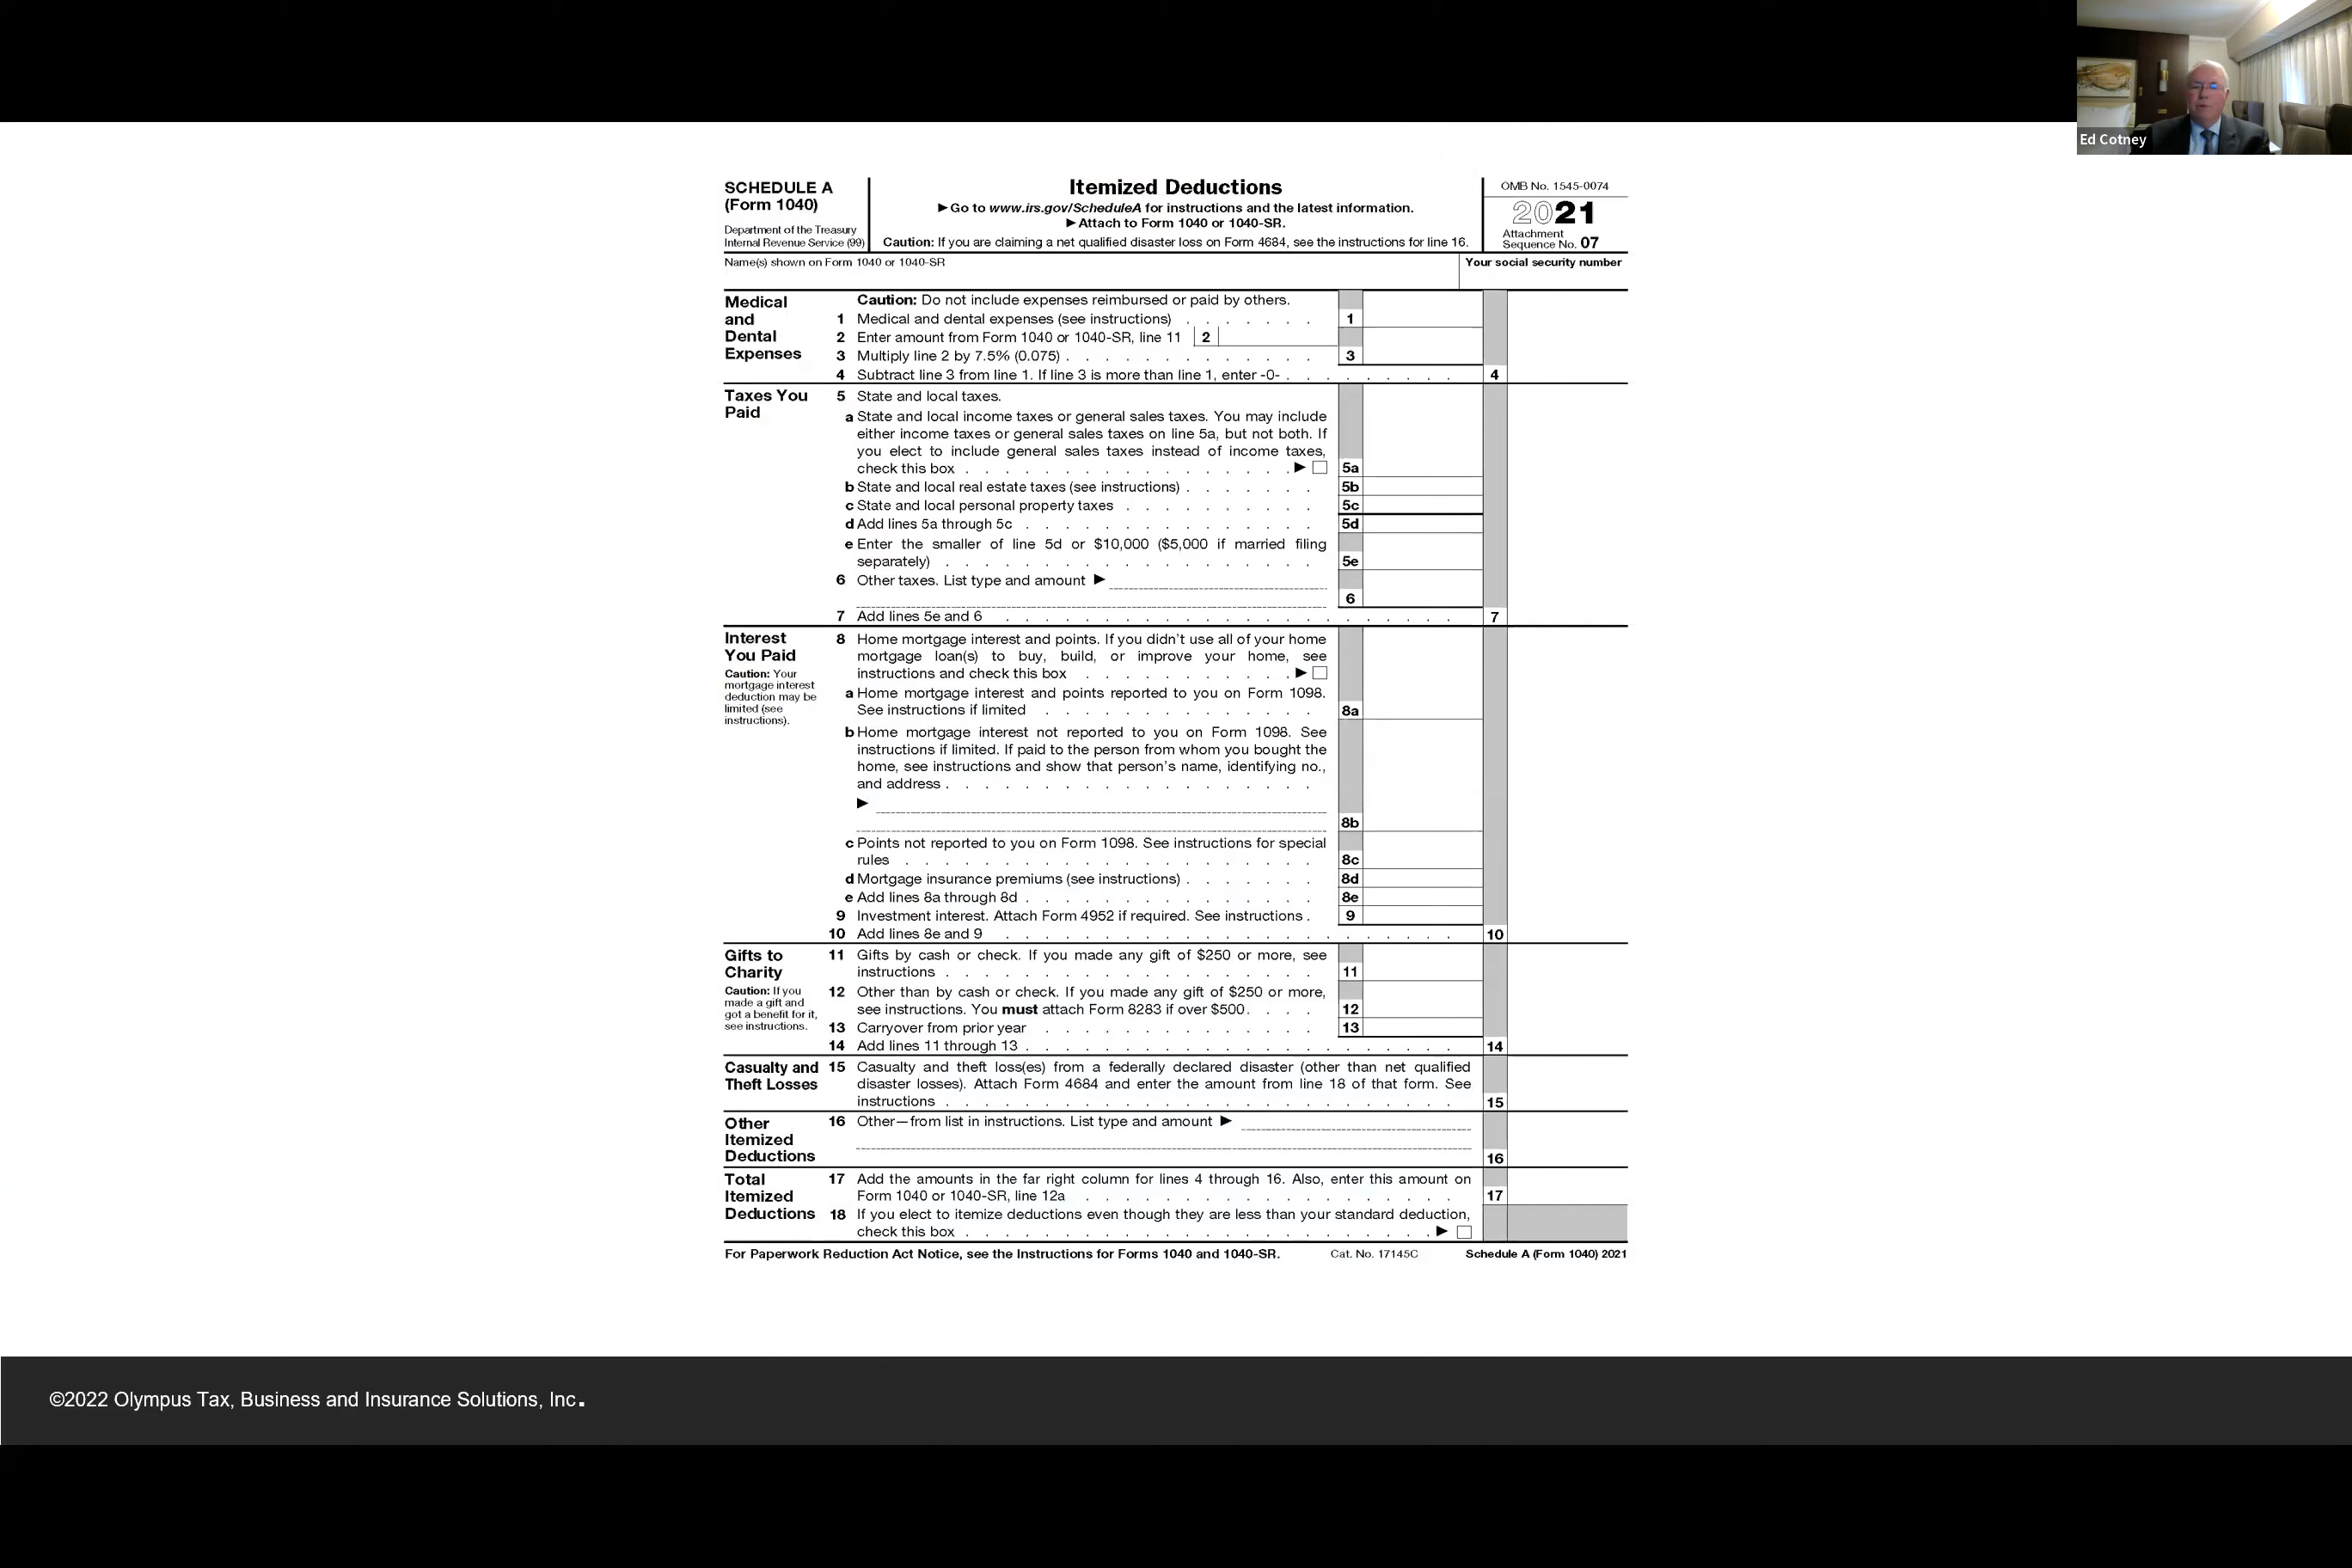 Ed Cotney
SCHEDULE A
(Form 1040)
Department of the Treasury
Internal Revenue Service (99)
Itemized Deductions
▶ Go to www.irs.gov/ScheduleA for instructions and the latest information.
▶ Attach to Form 1040 or 1040-SR.
Caution: If you are claiming a net qualified disaster loss on Form 4684, see the instructions for line 16.
OMB No. 1545-0074
2021
Attachment
Sequence No. 07
Name(s) shown on Form 1040 or 1040-SR
Your social security number
Medical
and
Dental
Expenses
Caution: Do not include expenses reimbursed or paid by others.
1 Medical and dental expenses (see instructions) . . . . . . . 1
2 Enter amount from Form 1040 or 1040-SR, line 11 2
3 Multiply line 2 by 7.5% (0.075) . . . . . . . . . . . . . 3
4 Subtract line 3 from line 1. If line 3 is more than line 1, enter -0- . . . . . . . . . 4
Taxes You
Paid
5 State and local taxes.
a State and local income taxes or general sales taxes. You may include
either income taxes or general sales taxes on line 5a, but not both. If
you elect to include general sales taxes instead of income taxes,
check this box . . . . . . . . . . . . . . . . . ▶ ☐ 5a
b State and local real estate taxes (see instructions) . . . . . . . 5b
c State and local personal property taxes . . . . . . . . . . 5c
d Add lines 5a through 5c . . . . . . . . . . . . . . . 5d
e Enter the smaller of line 5d or $10,000 ($5,000 if married filing
separately) . . . . . . . . . . . . . . . . . . . 5e
6 Other taxes. List type and amount ▶
6
7 Add lines 5e and 6 . . . . . . . . . . . . . . . . . . . . . . . 7
Interest
You Paid
Caution: Your
mortgage interest
deduction may be
limited (see
instructions).
8 Home mortgage interest and points. If you didn't use all of your home
mortgage loan(s) to buy, build, or improve your home, see
instructions and check this box . . . . . . . . . . . ▶ ☐
a Home mortgage interest and points reported to you on Form 1098.
See instructions if limited . . . . . . . . . . . . . . 8a
b Home mortgage interest not reported to you on Form 1098. See
instructions if limited. If paid to the person from whom you bought the
home, see instructions and show that person's name, identifying no.,
and address . . . . . . . . . . . . . . . . . . .
▶
8b
c Points not reported to you on Form 1098. See instructions for special
rules . . . . . . . . . . . . . . . . . . . . . 8c
d Mortgage insurance premiums (see instructions) . . . . . . . 8d
e Add lines 8a through 8d . . . . . . . . . . . . . . . 8e
9 Investment interest. Attach Form 4952 if required. See instructions . 9
10 Add lines 8e and 9 . . . . . . . . . . . . . . . . . . . . . . . 10
Gifts to
Charity
Caution: If you
made a gift and
got a benefit for it,
see instructions.
11 Gifts by cash or check. If you made any gift of $250 or more, see
instructions . . . . . . . . . . . . . . . . . . . 11
12 Other than by cash or check. If you made any gift of $250 or more,
see instructions. You must attach Form 8283 if over $500. . . . 12
13 Carryover from prior year . . . . . . . . . . . . . . 13
14 Add lines 11 through 13 . . . . . . . . . . . . . . . . . . . . . . 14
Casualty and
Theft Losses
15 Casualty and theft loss(es) from a federally declared disaster (other than net qualified
disaster losses). Attach Form 4684 and enter the amount from line 18 of that form. See
instructions . . . . . . . . . . . . . . . . . . . . . . . . . . 15
Other
Itemized
Deductions
16 Other—from list in instructions. List type and amount ▶
16
Total
Itemized
Deductions
17 Add the amounts in the far right column for lines 4 through 16. Also, enter this amount on
Form 1040 or 1040-SR, line 12a . . . . . . . . . . . . . . . . . . . 17
18 If you elect to itemize deductions even though they are less than your standard deduction,
check this box . . . . . . . . . . . . . . . . . . . . . . . . ▶ ☐
For Paperwork Reduction Act Notice, see the Instructions for Forms 1040 and 1040-SR.
Cat. No. 17145C
Schedule A (Form 1040) 2021
©2022 Olympus Tax, Business and Insurance Solutions, Inc.